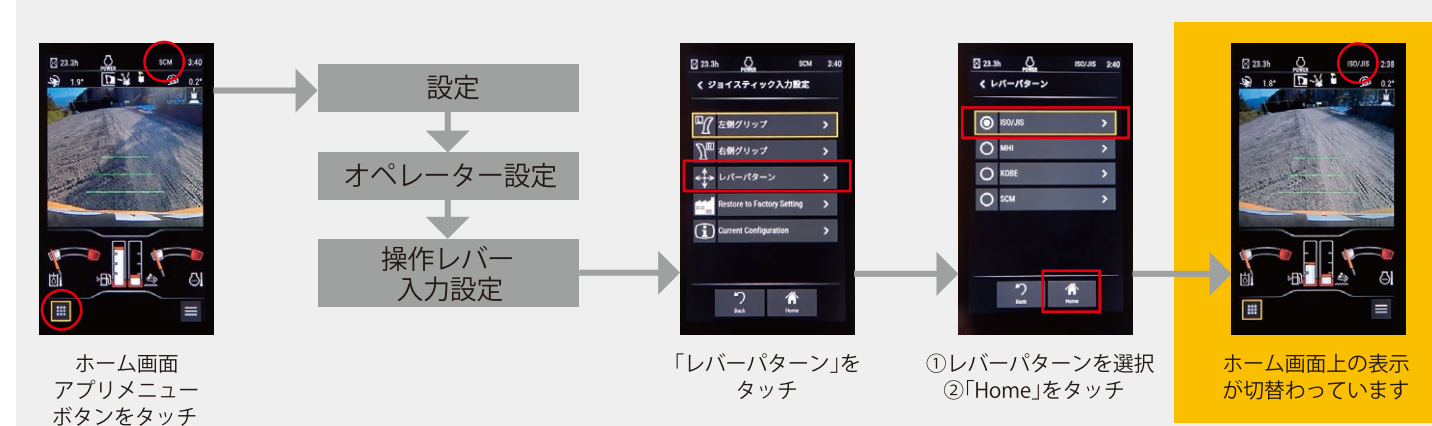 23.3h
POWER
SCM
3:40
1.9°
0.2°
ホーム画面
アプリメニュー
ボタンをタッチ
設定
オペレーター設定
操作レバー
入力設定
23.3h
POWER
SCM
3:40
ジョイスティック入力設定
左側グリップ
右側グリップ
レバーパターン
Restore to Factory Setting
Current Configuration
Back
Home
「レバーパターン」を
タッチ
23.3h
POWER
ISO/JIS
3:40
レバーパターン
ISO/JIS
MHI
KOBE
SCM
Back
Home
①レバーパターンを選択
②「Home」をタッチ
23.3h
POWER
ISO/JIS
2:38
1.8°
0.2°
ホーム画面上の表示
が切替わっています